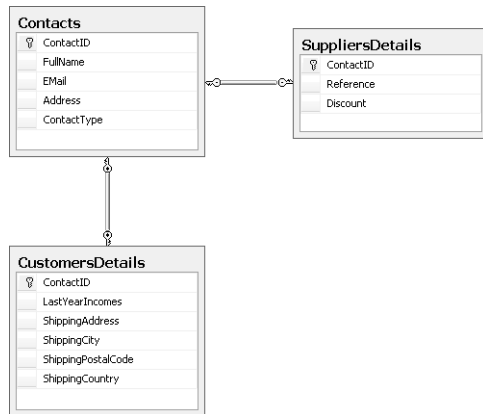 Contacts
ContactID
FullName
EMail
Address
ContactType
SuppliersDetails
ContactID
Reference
Discount
CustomersDetails
ContactID
LastYearIncomes
ShippingAddress
ShippingCity
ShippingPostalCode
ShippingCountry